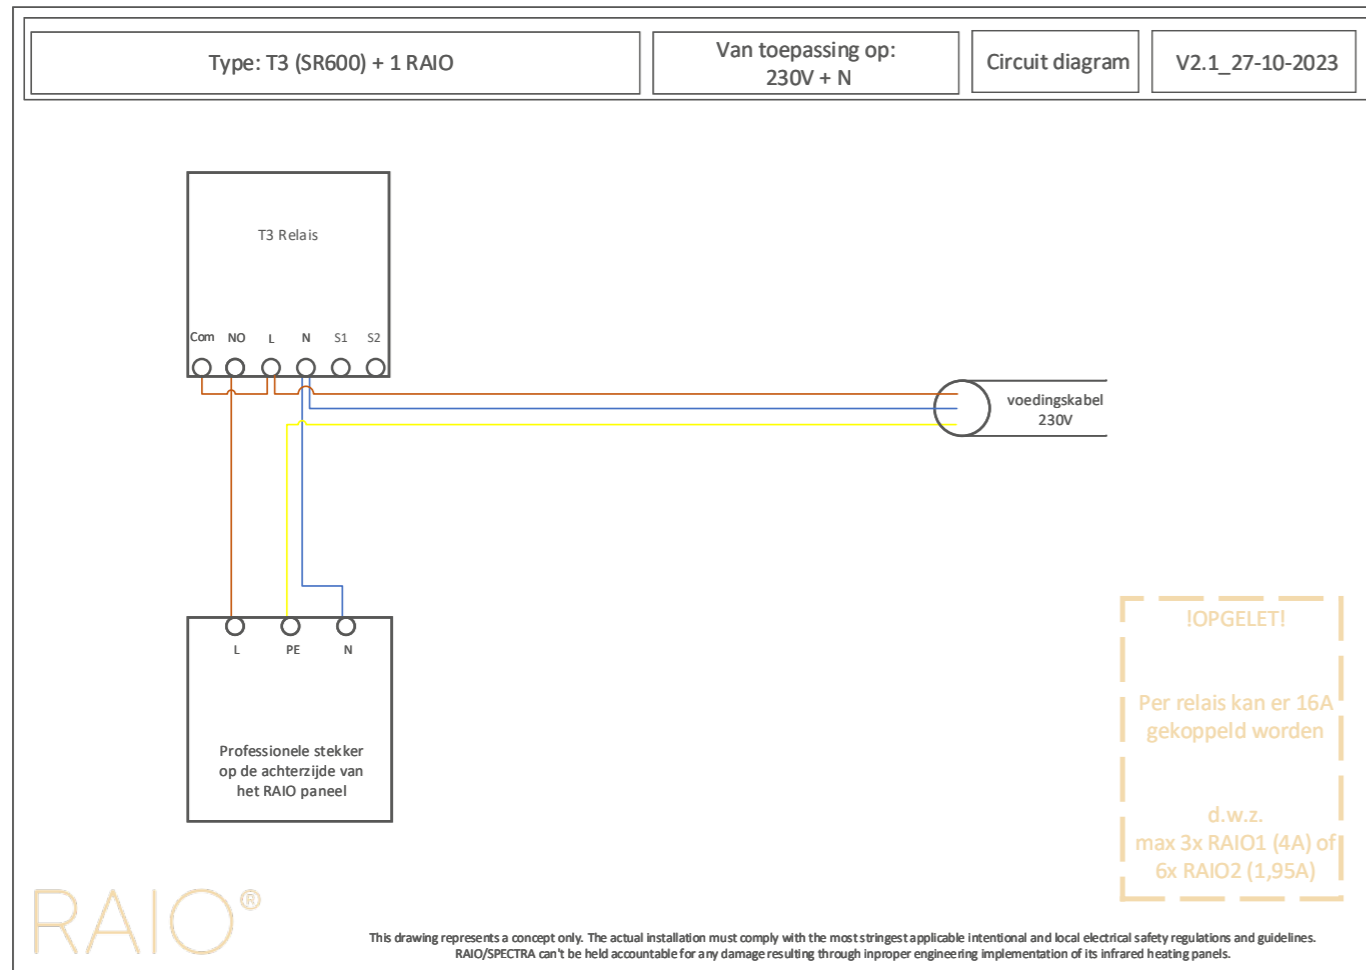 Type: T3 (SR600) + 1 RAIO
Van toepassing op:
230V + N
Circuit diagram
V2.1_27-10-2023
T3 Relais
Com NO L N S1 S2
voedingskabel
230V
L PE N
Professionele stekker
op de achterzijde van
het RAIO paneel
!OPGELET!
Per relais kan er 16A
gekoppeld worden
d.w.z.
max 3x RAIO1 (4A) of
6x RAIO2 (1,95A)
RAIO®
This drawing represents a concept only. The actual installation must comply with the most stringest applicable intentional and local electrical safety regulations and guidelines.
RAIO/SPECTRA can't be held accountable for any damage resulting through inproper engineering implementation of its infrared heating panels.